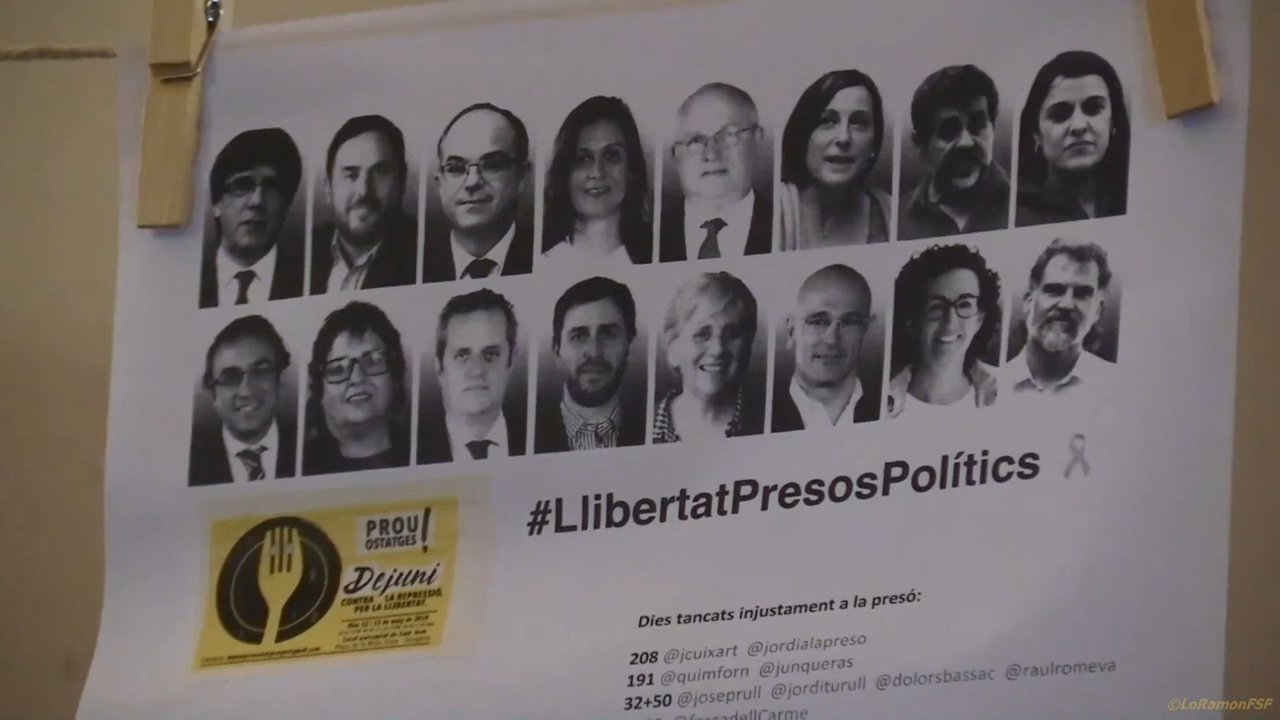 #LlibertatPresosPolítics
PROU
OSTATGES!
Dejuni
CONTRA LA REPRESSIÓ,
PER LA LLIBERTAT.
Dies tancats injustament a la presó:
208 @jcuixart @jordialapreso
191 @quimforn @junqueras
32+50 @joseprull @jorditurull @dolorsbassac @raulromeva
@forcadellCarme
©LoRamonFSF